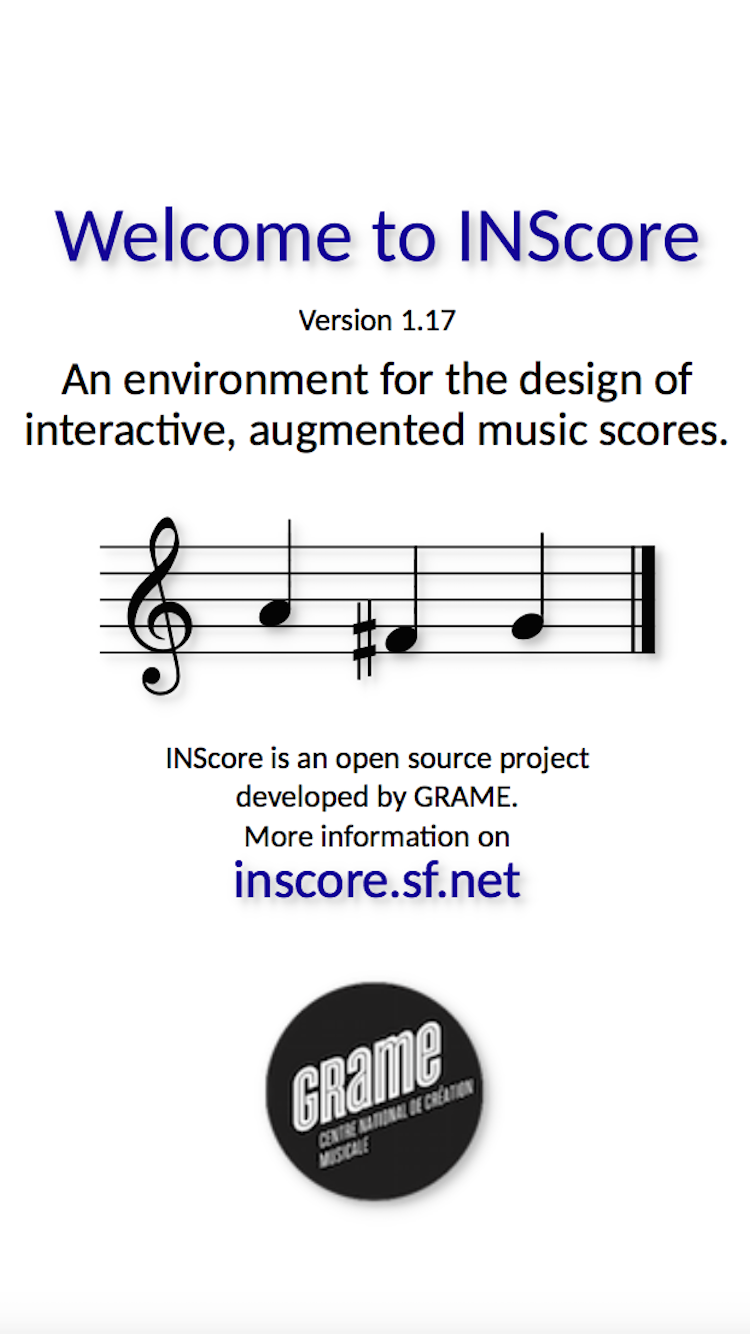 Welcome to INScore
Version 1.17
An environment for the design of
interactive, augmented music scores.
INScore is an open source project
developed by GRAME.
More information on
inscore.sf.net
GRame
CENTRE NATIONAL DE CRÉATION
MUSICALE